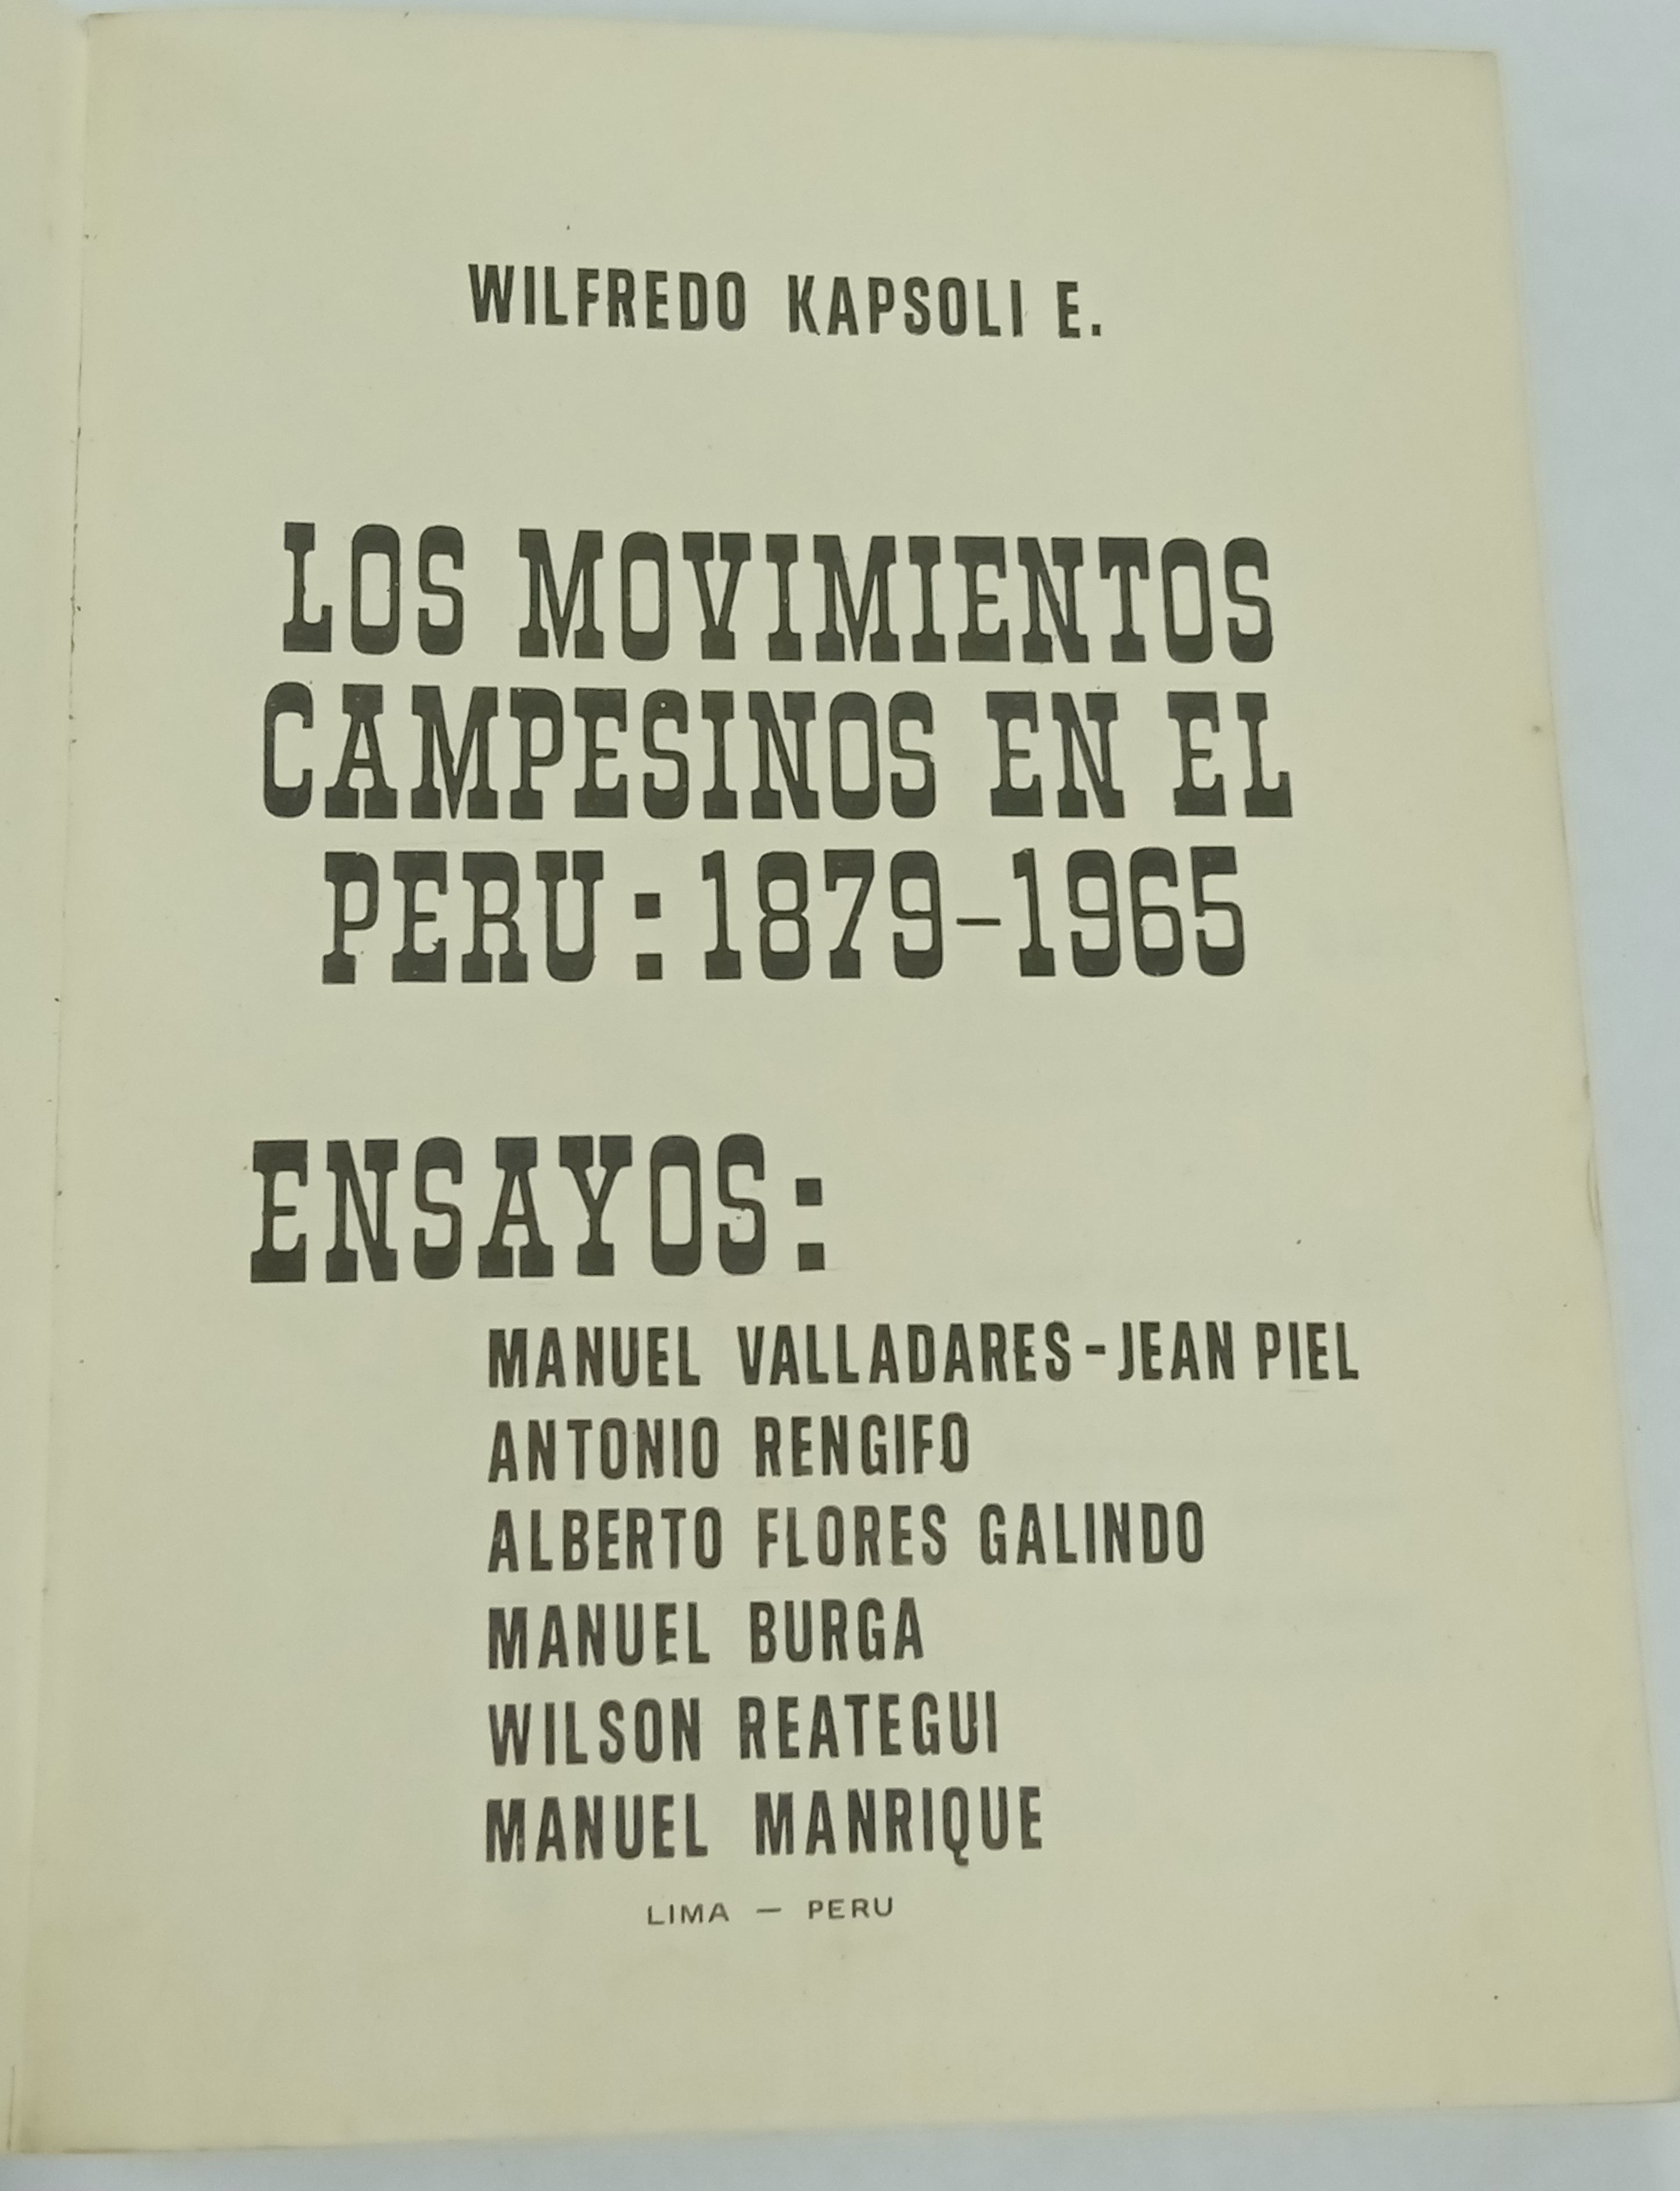 WILFREDO KAPSOLI E.
LOS MOVIMIENTOS
CAMPESINOS EN EL
PERU: 1879-1965
ENSAYOS:
MANUEL VALLADARES - JEAN PIEL
ANTONIO RENGIFO
ALBERTO FLORES GALINDO
MANUEL BURGA
WILSON REATEGUI
MANUEL MANRIQUE
LIMA — PERU